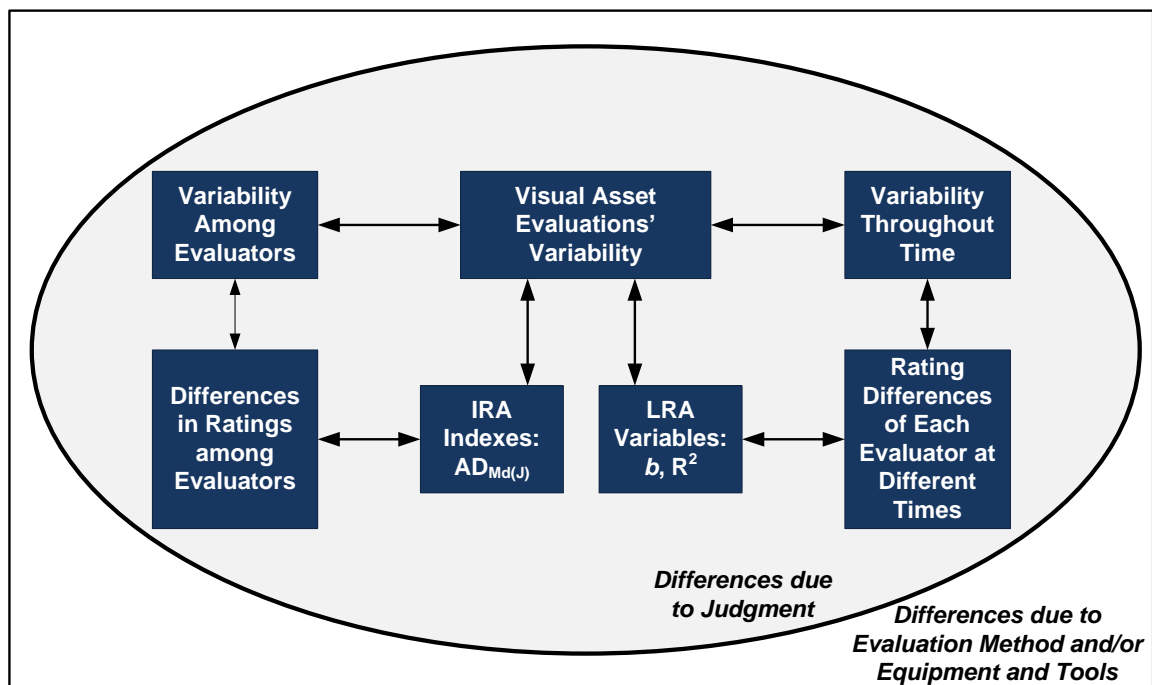 Variability
Among
Evaluators
Visual Asset
Evaluations’
Variability
Variability
Throughout
Time
Differences
in Ratings
among
Evaluators
IRA
Indexes:
AD_Md(J)
LRA
Variables:
b, R²
Rating
Differences
of Each
Evaluator at
Different
Times
Differences due
to Judgment
Differences due to
Evaluation Method and/or
Equipment and Tools